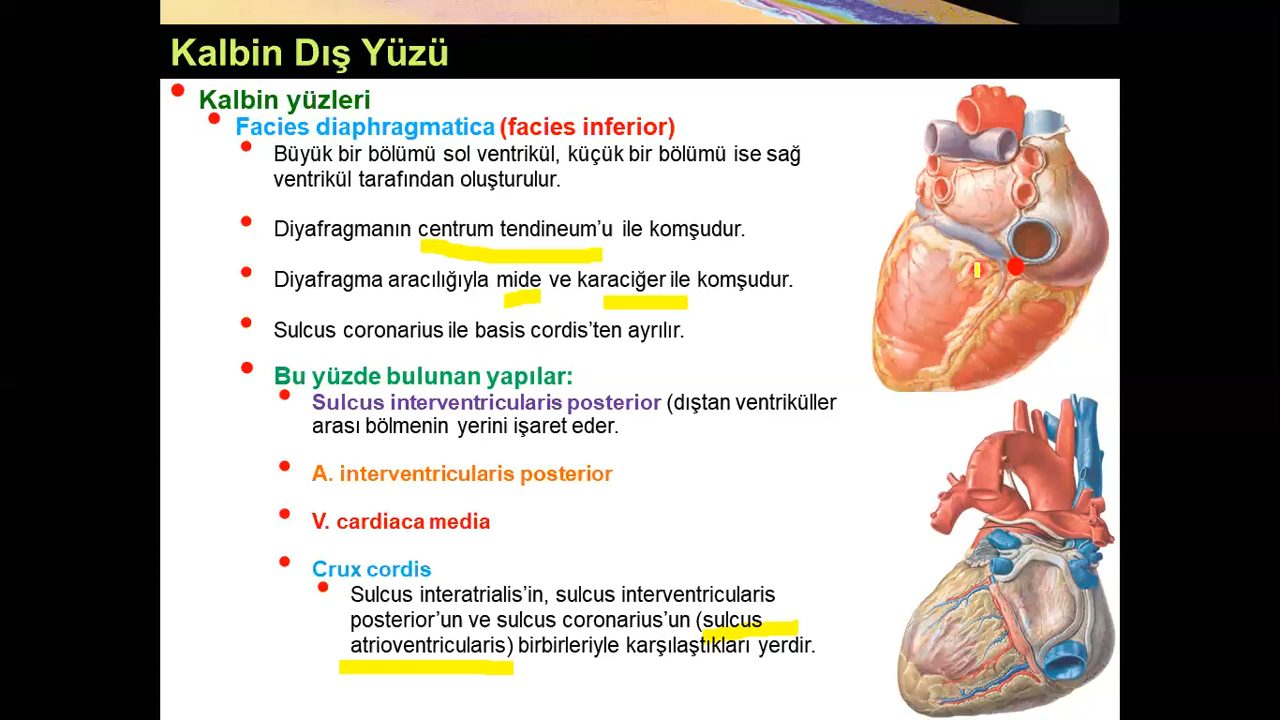 Kalbin Dış Yüzü
Kalbin yüzleri
Facies diaphragmatica (facies inferior)
Büyük bir bölümü sol ventrikül, küçük bir bölümü ise sağ
ventrikül tarafından oluşturulur.
Diyafragmanın centrum tendineum’u ile komşudur.
Diyafragma aracılığıyla mide ve karaciğer ile komşudur.
Sulcus coronarius ile basis cordis’ten ayrılır.
Bu yüzde bulunan yapılar:
Sulcus interventricularis posterior (dıştan ventriküller
arası bölmenin yerini işaret eder.
A. interventricularis posterior
V. cardiaca media
Crux cordis
Sulcus interatrialis’in, sulcus interventricularis
posterior’un ve sulcus coronarius’un (sulcus
atrioventricularis) birbirleriyle karşılaştıkları yerdir.